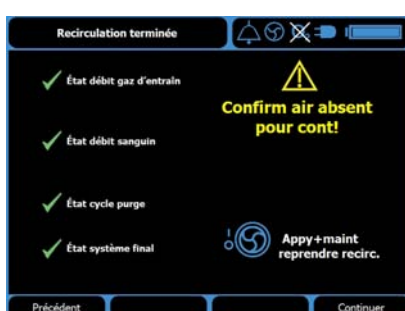 Recirculation terminée
État débit gaz d'entraîn
Confirm air absent
pour cont!
État débit sanguin
État cycle purge
État système final
Appy+maint
reprendre recirc.
Précédent
Continuer